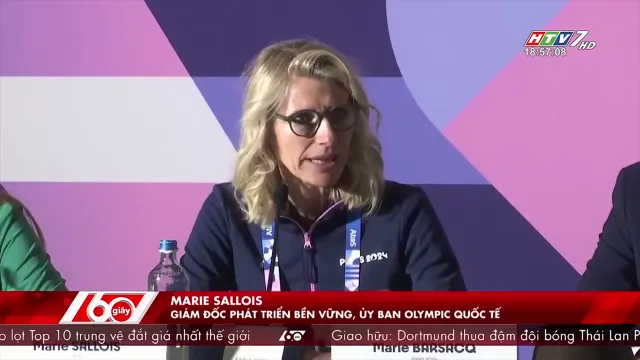 HTV7 HD
18:57:08
AtoS
PARIS 2024
60 giây
MARIE SALLOIS
GIÁM ĐỐC PHÁT TRIỂN BỀN VỮNG, ỦY BAN OLYMPIC QUỐC TẾ
Marie SALLOIS
Marie BARSACQ
o lọt Top 10 trung vệ đắt giá nhất thế giới 60 Giao hữu: Dortmund thua đậm đội bóng Thái Lan P